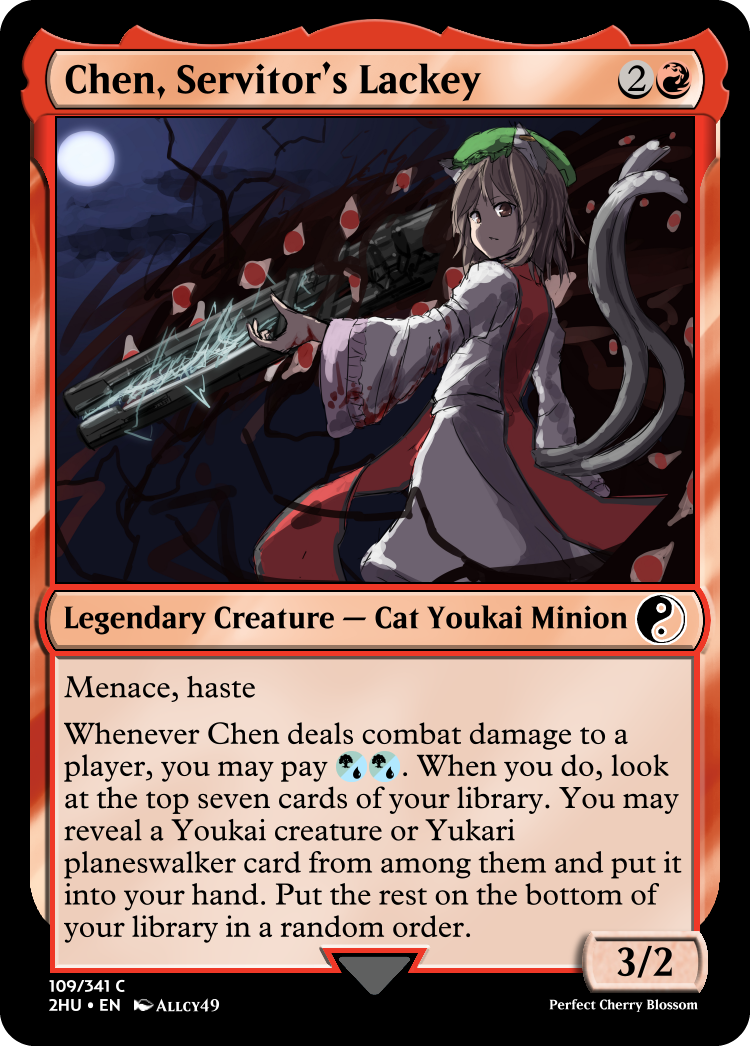 Chen, Servitor's Lackey 2
Legendary Creature — Cat Youkai Minion
Menace, haste
Whenever Chen deals combat damage to a
player, you may pay . When you do, look
at the top seven cards of your library. You may
reveal a Youkai creature or Yukari
planeswalker card from among them and put it
into your hand. Put the rest on the bottom of
your library in a random order.
3/2
109/341 C
2HU • EN Allcy49
Perfect Cherry Blossom